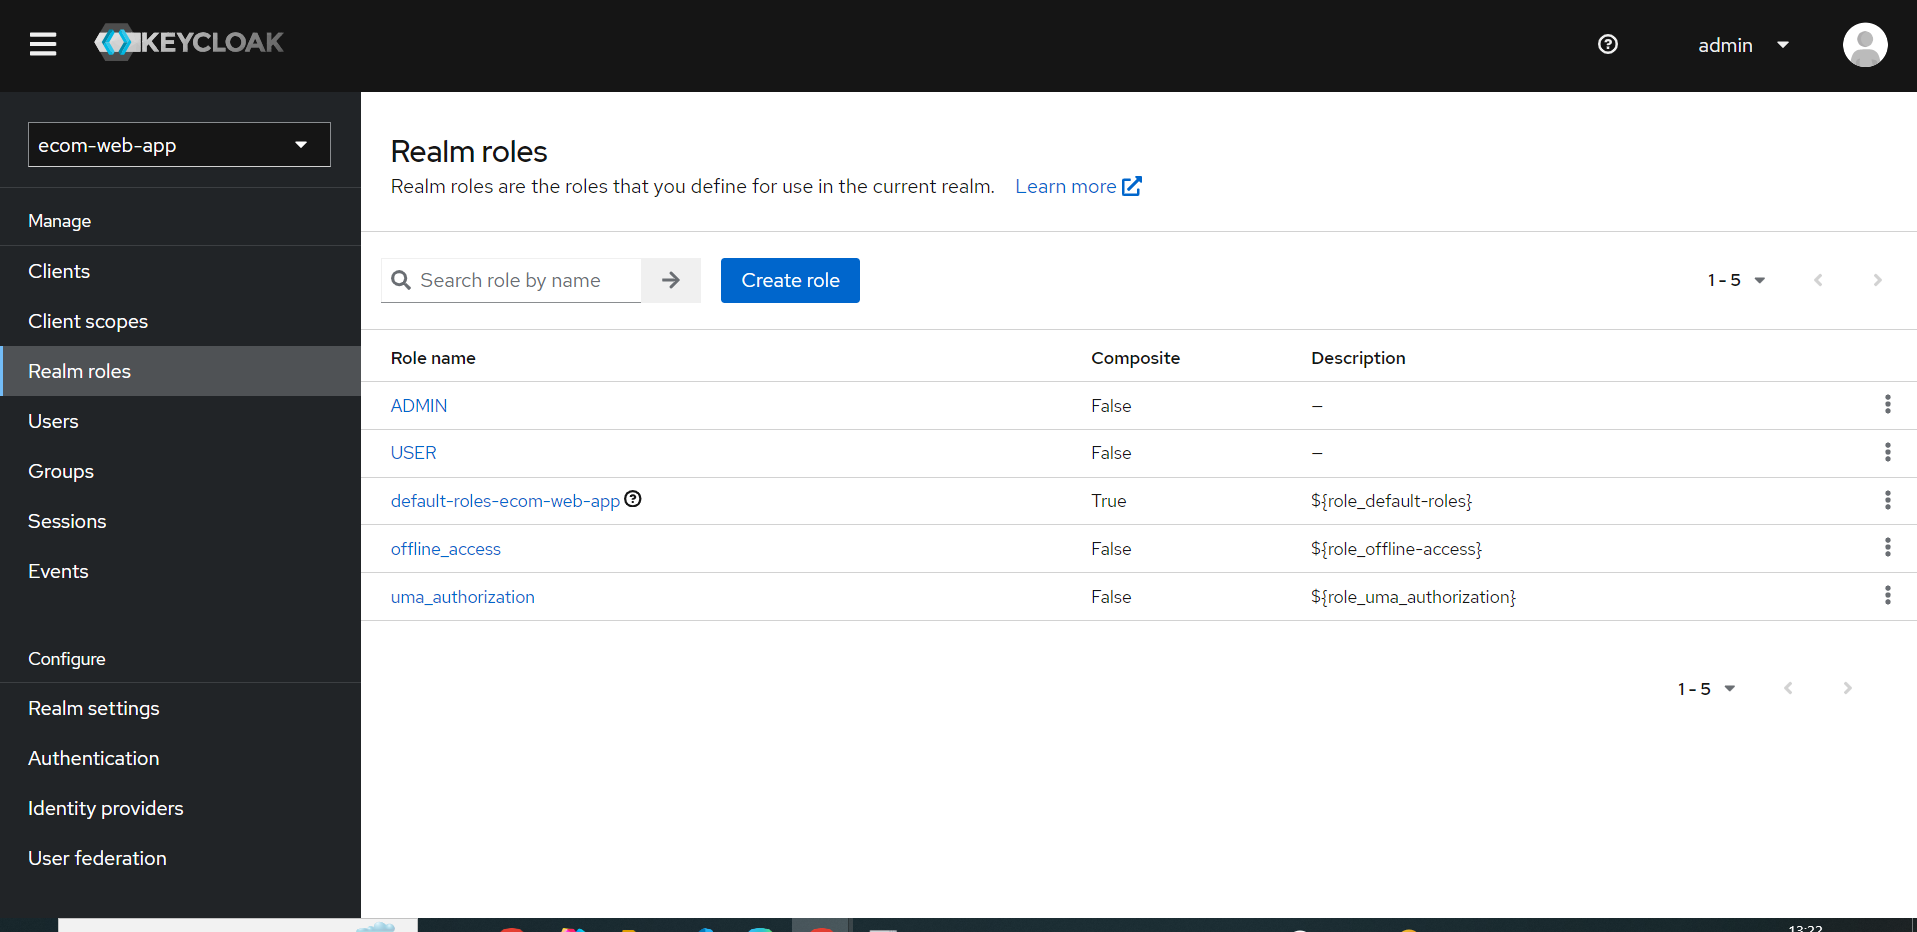 KEYCLOAK
admin
ecom-web-app
Manage
Clients
Client scopes
Realm roles
Users
Groups
Sessions
Events
Configure
Realm settings
Authentication
Identity providers
User federation
Realm roles
Realm roles are the roles that you define for use in the current realm. Learn more
Search role by name
Create role
1 - 5
Role name Composite Description
ADMIN False —
USER False —
default-roles-ecom-web-app True ${role_default-roles}
offline_access False ${role_offline-access}
uma_authorization False ${role_uma_authorization}
1 - 5
13:22